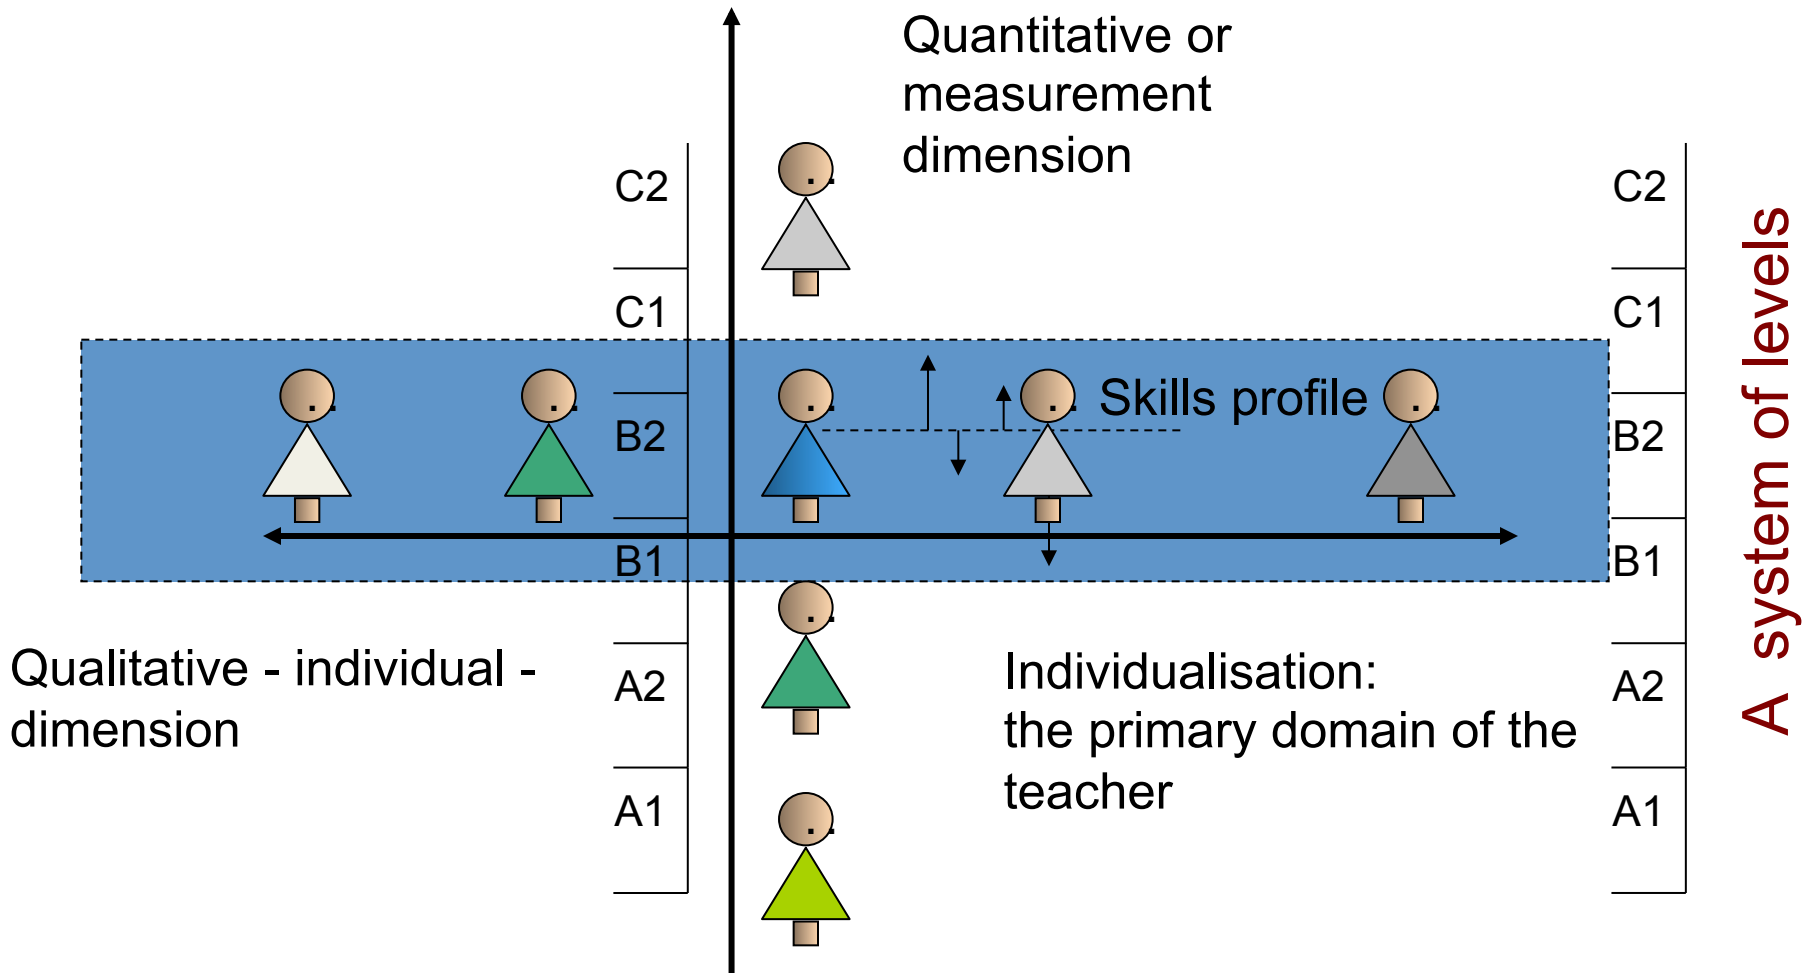 Quantitative or
measurement
dimension
C2
C1
B2
B1
A2
A1
Skills profile
Qualitative - individual -
dimension
Individualisation:
the primary domain of the
teacher
C2
C1
B2
B1
A2
A1
A system of levels